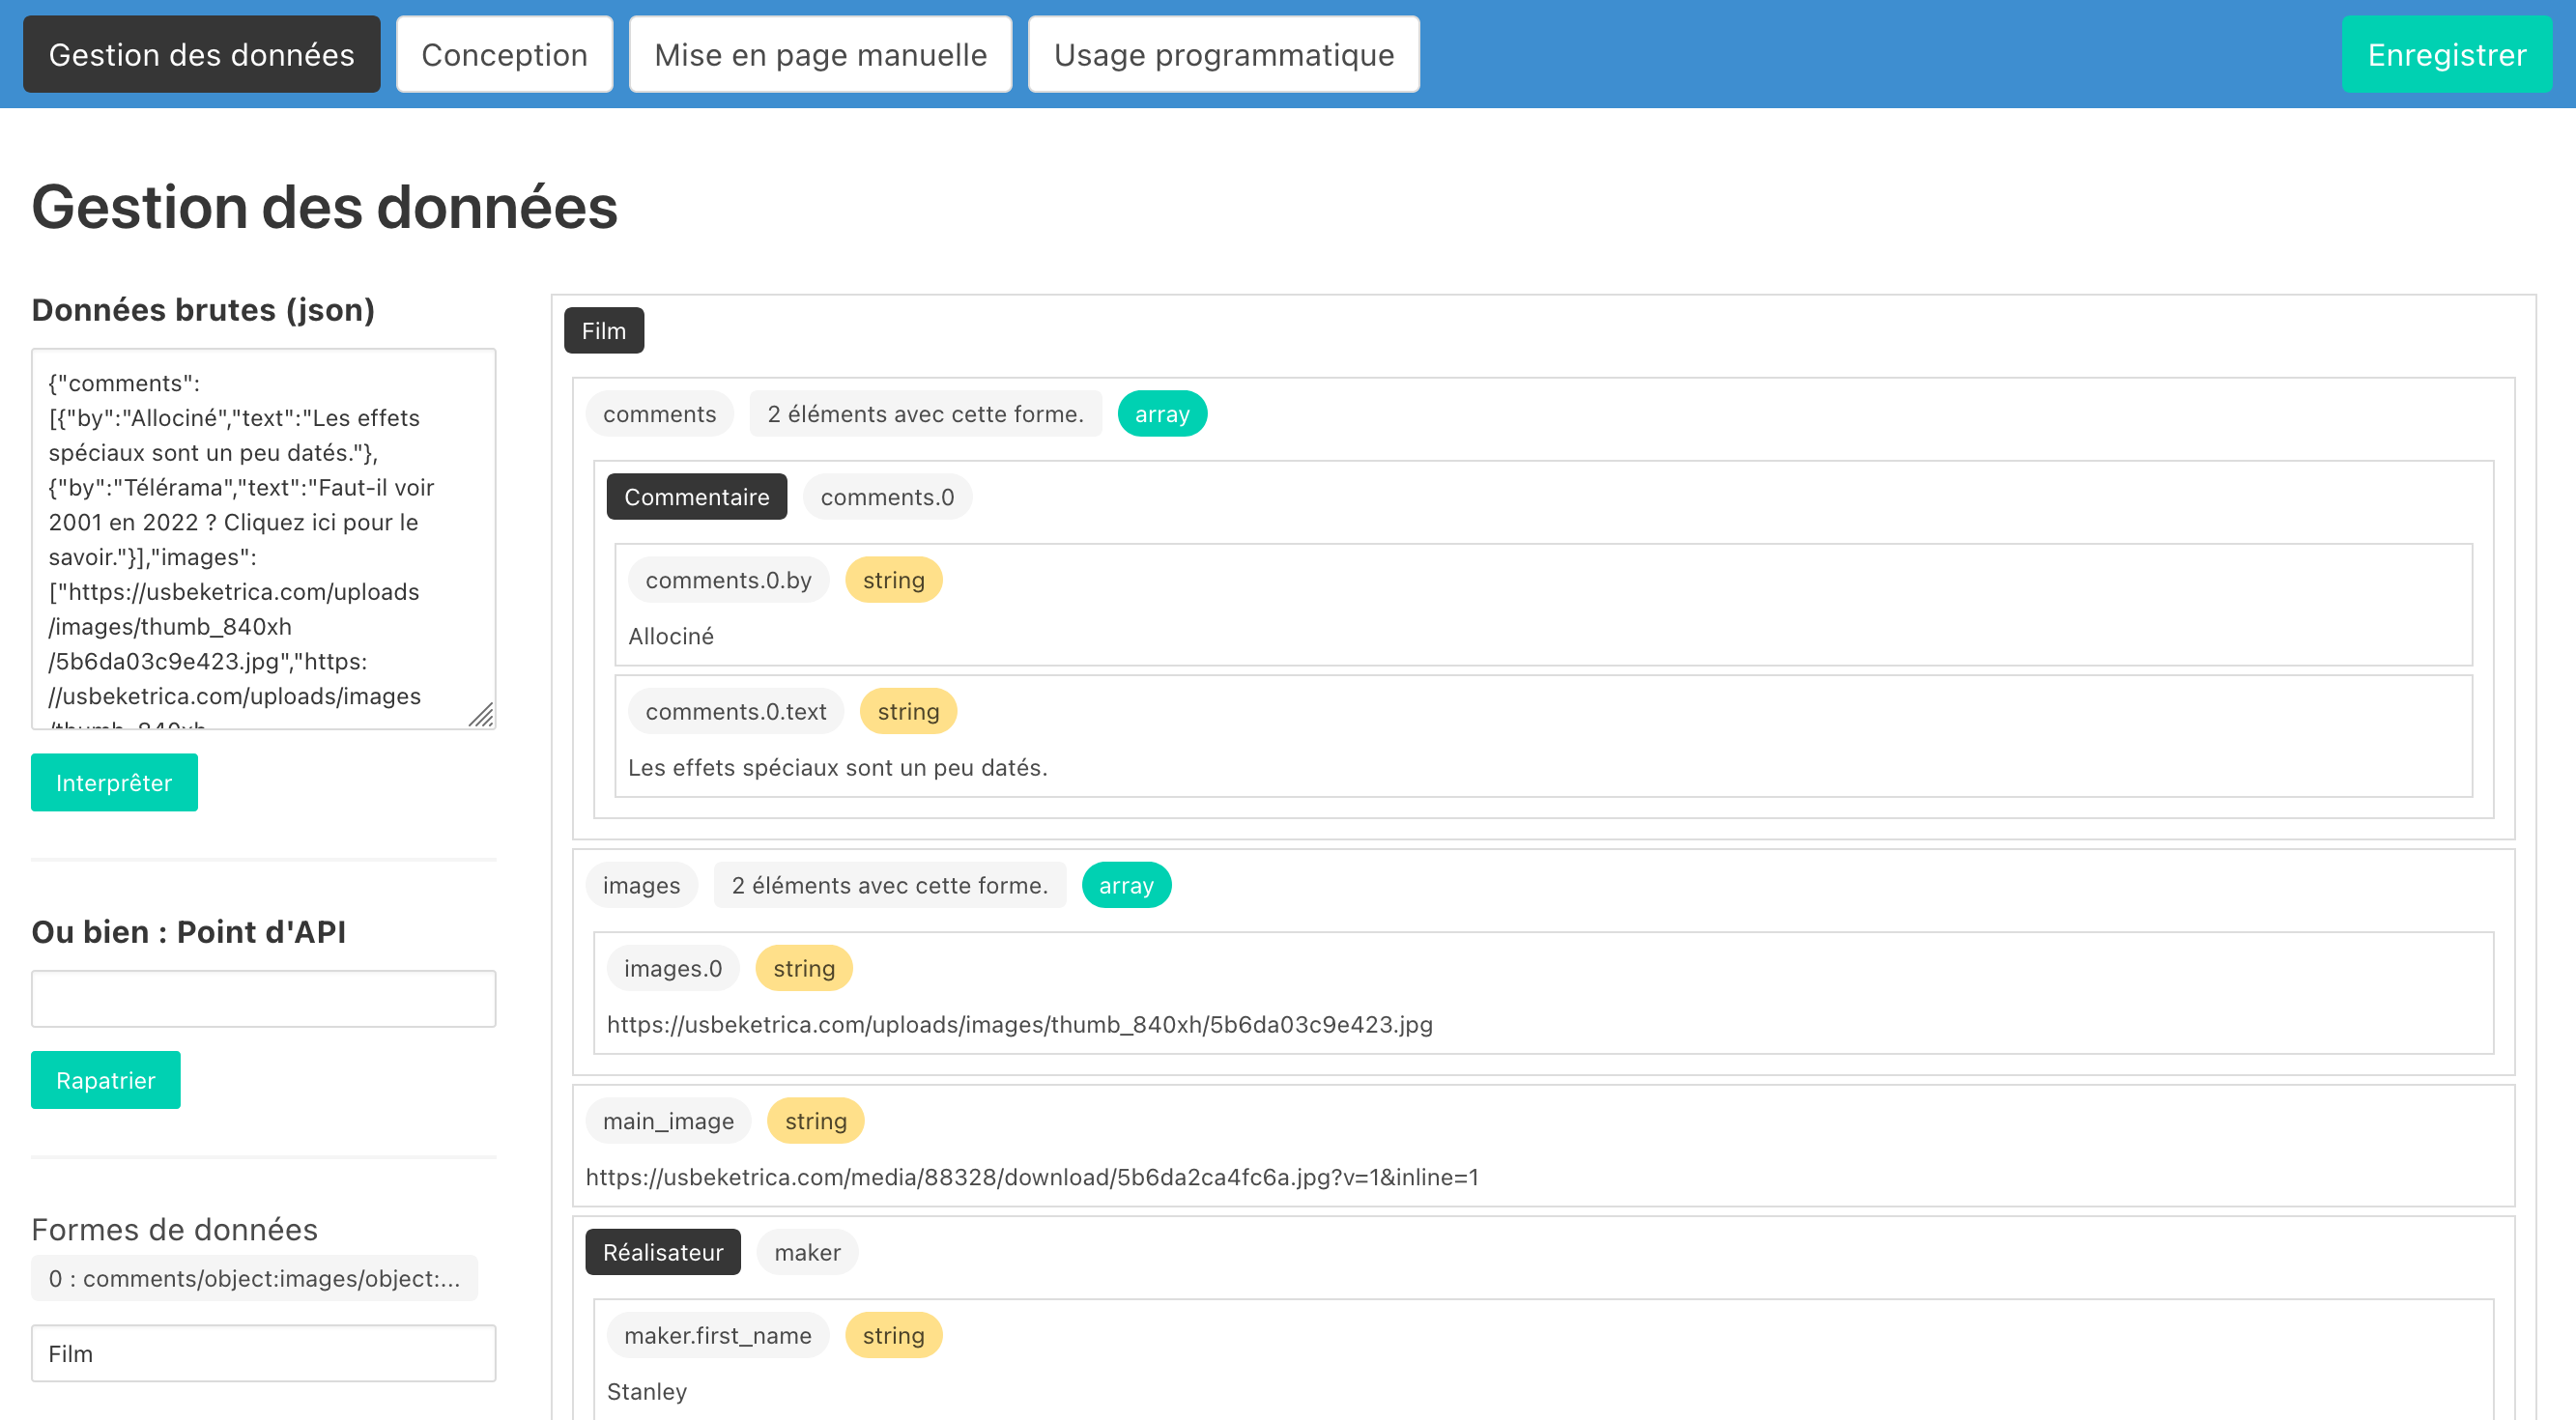 Gestion des données
Conception
Mise en page manuelle
Usage programmatique
Enregistrer
Gestion des données
Données brutes (json)
{"comments":
[{"by":"Allociné","text":"Les effets
spéciaux sont un peu datés."},
{"by":"Télérama","text":"Faut-il voir
2001 en 2022 ? Cliquez ici pour le
savoir."}],"images":
["https://usbeketrica.com/uploads
/images/thumb_840xh
/5b6da03c9e423.jpg","https:
//usbeketrica.com/uploads/images
/thumb_840xh
Interprêter
Ou bien : Point d'API
Rapatrier
Formes de données
0 : comments/object:images/object:...
Film
Film
comments
2 éléments avec cette forme.
array
Commentaire
comments.0
comments.0.by
string
Allociné
comments.0.text
string
Les effets spéciaux sont un peu datés.
images
2 éléments avec cette forme.
array
images.0
string
https://usbeketrica.com/uploads/images/thumb_840xh/5b6da03c9e423.jpg
main_image
string
https://usbeketrica.com/media/88328/download/5b6da2ca4fc6a.jpg?v=1&inline=1
Réalisateur
maker
maker.first_name
string
Stanley